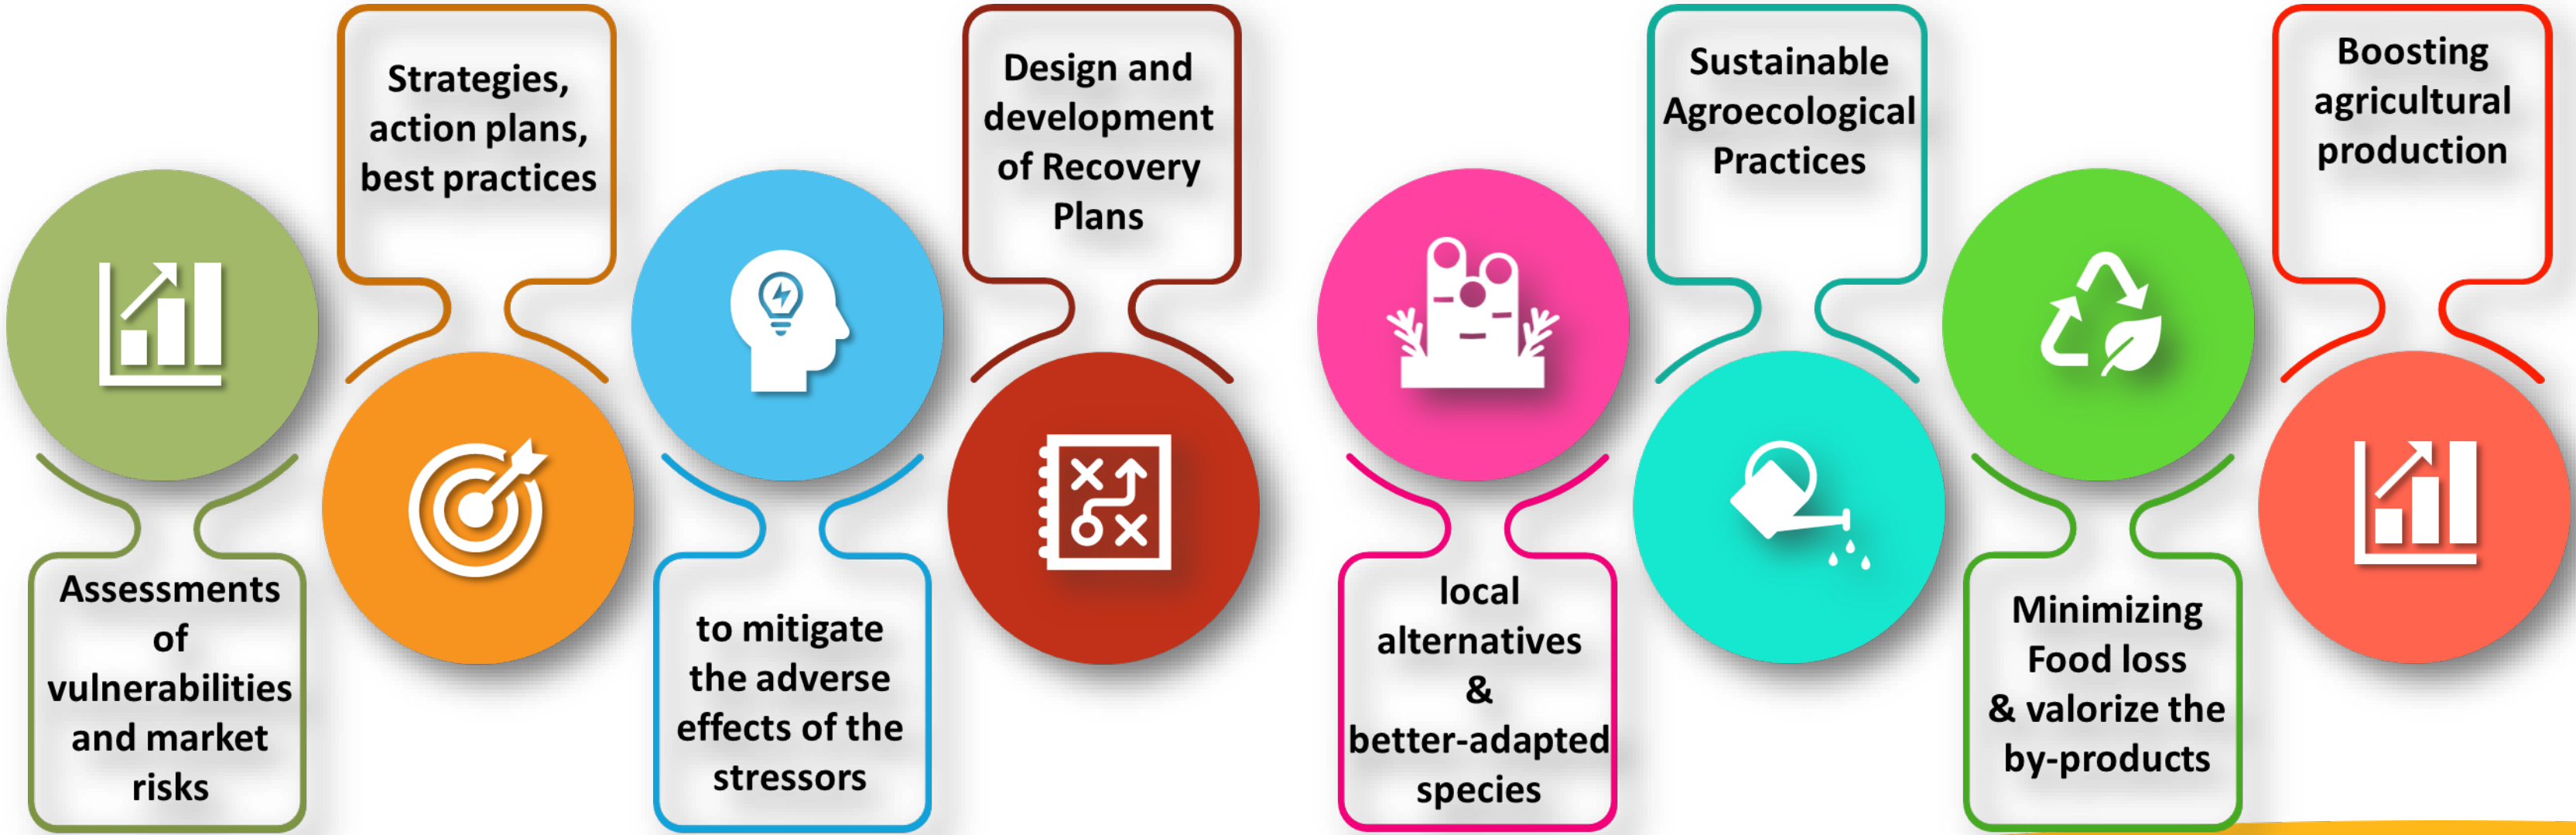 Assessments
of
vulnerabilities
and market
risks
Strategies,
action plans,
best practices
to mitigate
the adverse
effects of the
stressors
Design and
development
of Recovery
Plans
local
alternatives
&
better-adapted
species
Sustainable
Agroecological
Practices
Minimizing
Food loss
& valorize the
by-products
Boosting
agricultural
production